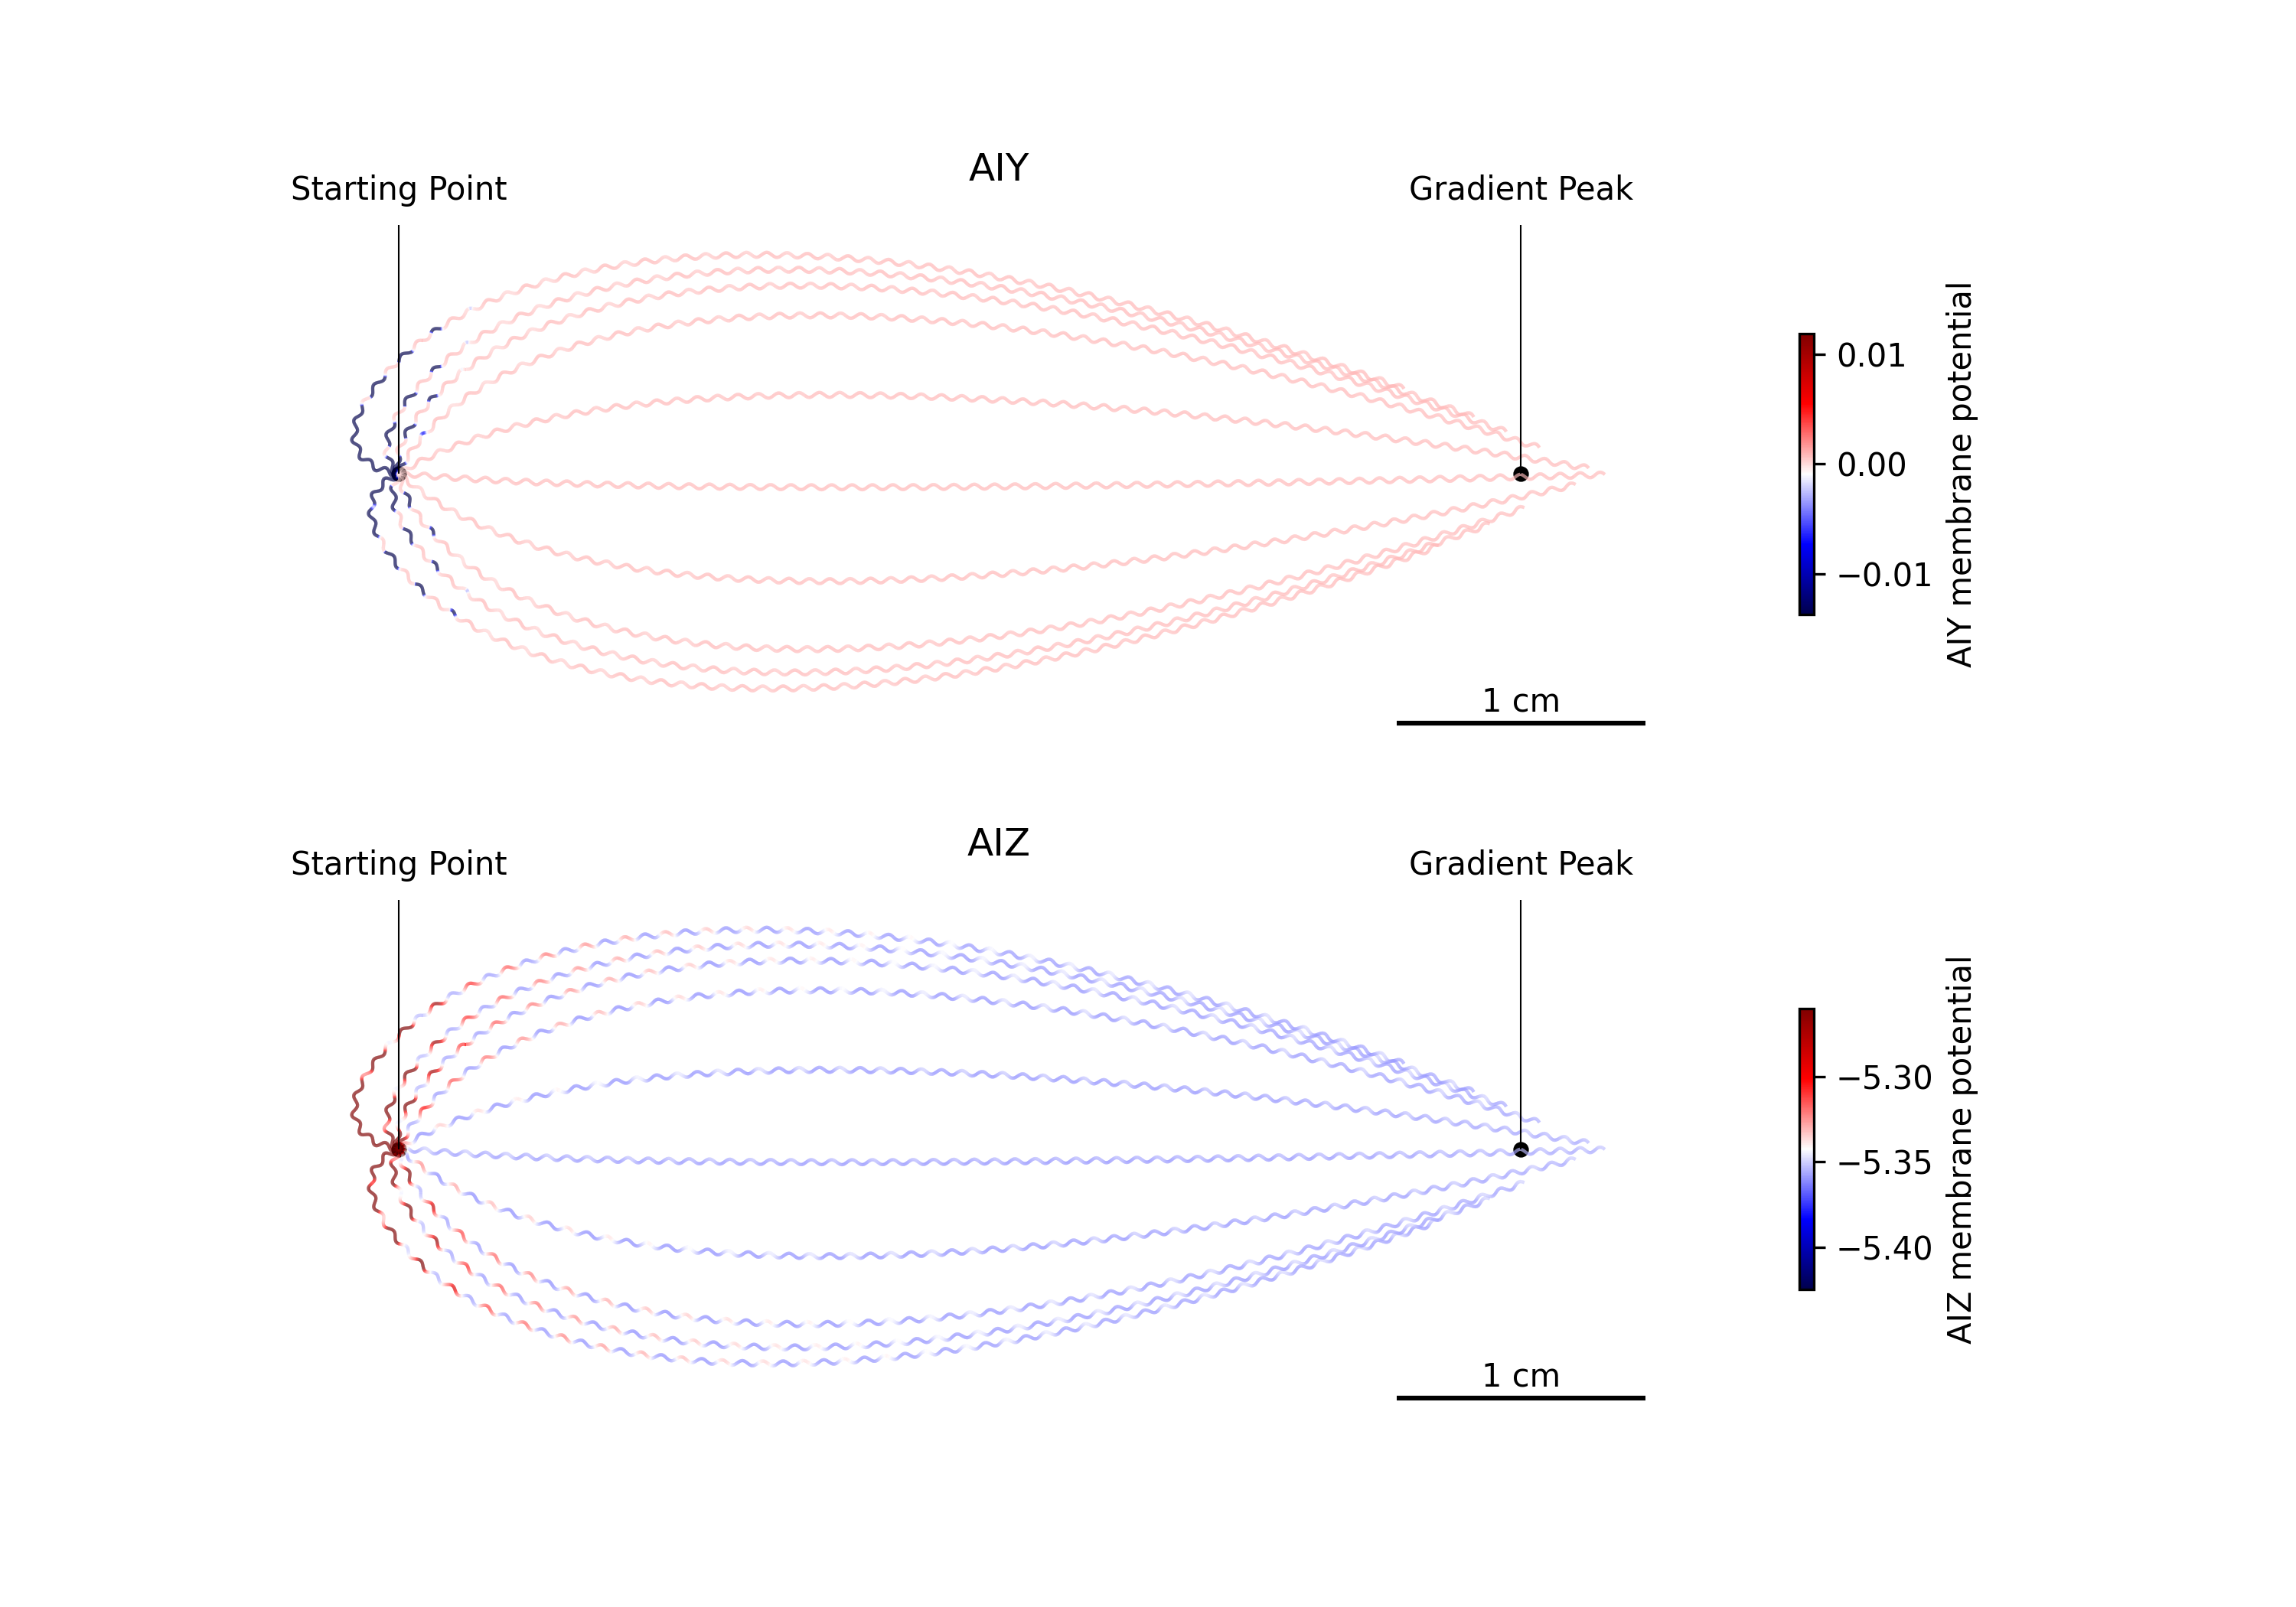 AIY
Starting Point
Gradient Peak
0.01
0.00
−0.01
AIY membrane potential
1 cm
AIZ
Starting Point
Gradient Peak
−5.30
−5.35
−5.40
AIZ membrane potential
1 cm